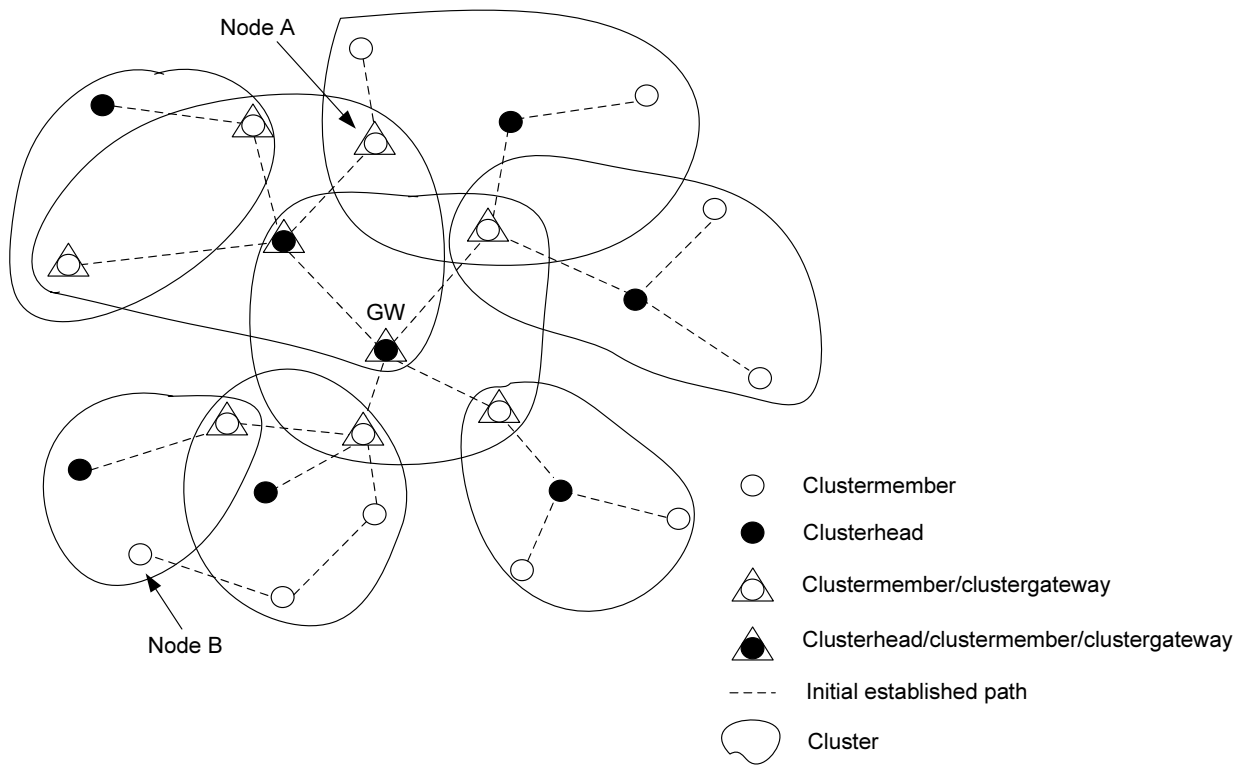 Node A
GW
Node B
Clustermember
Clusterhead
Clustermember/clustergateway
Clusterhead/clustermember/clustergateway
Initial established path
Cluster